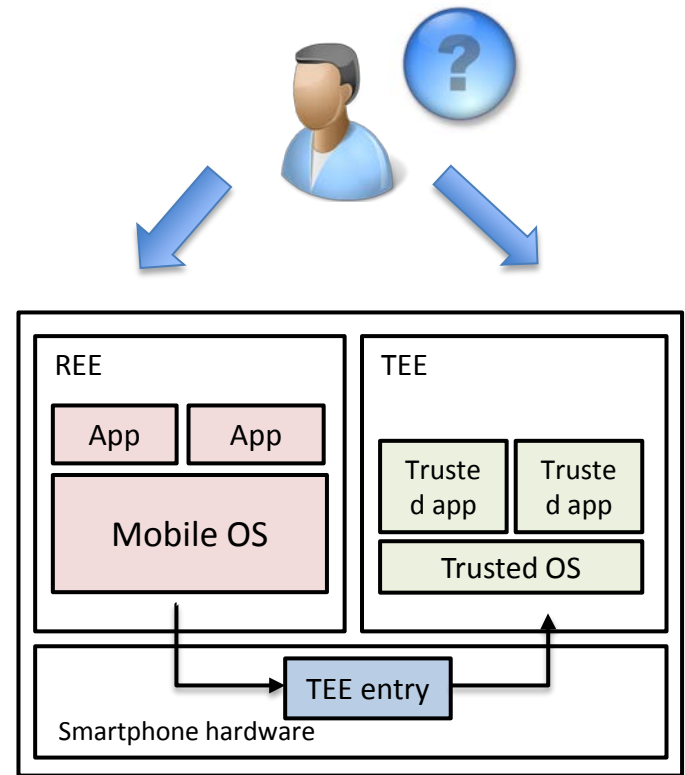 ?
REE
App
App
Mobile OS
TEE
Truste
d app
Truste
d app
Trusted OS
TEE entry
Smartphone hardware